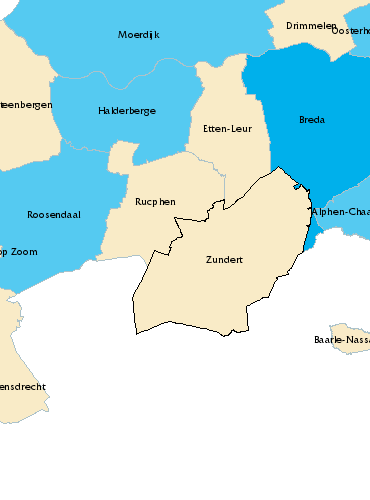 Drimmelen
Oosterho
Moerdijk
teenbergen
Halderberge
Breda
Etten-Leur
Rucphen
Roosendaal
Alphen-Chaa
op Zoom
Zundert
Baarle-Nassa
ensdrecht